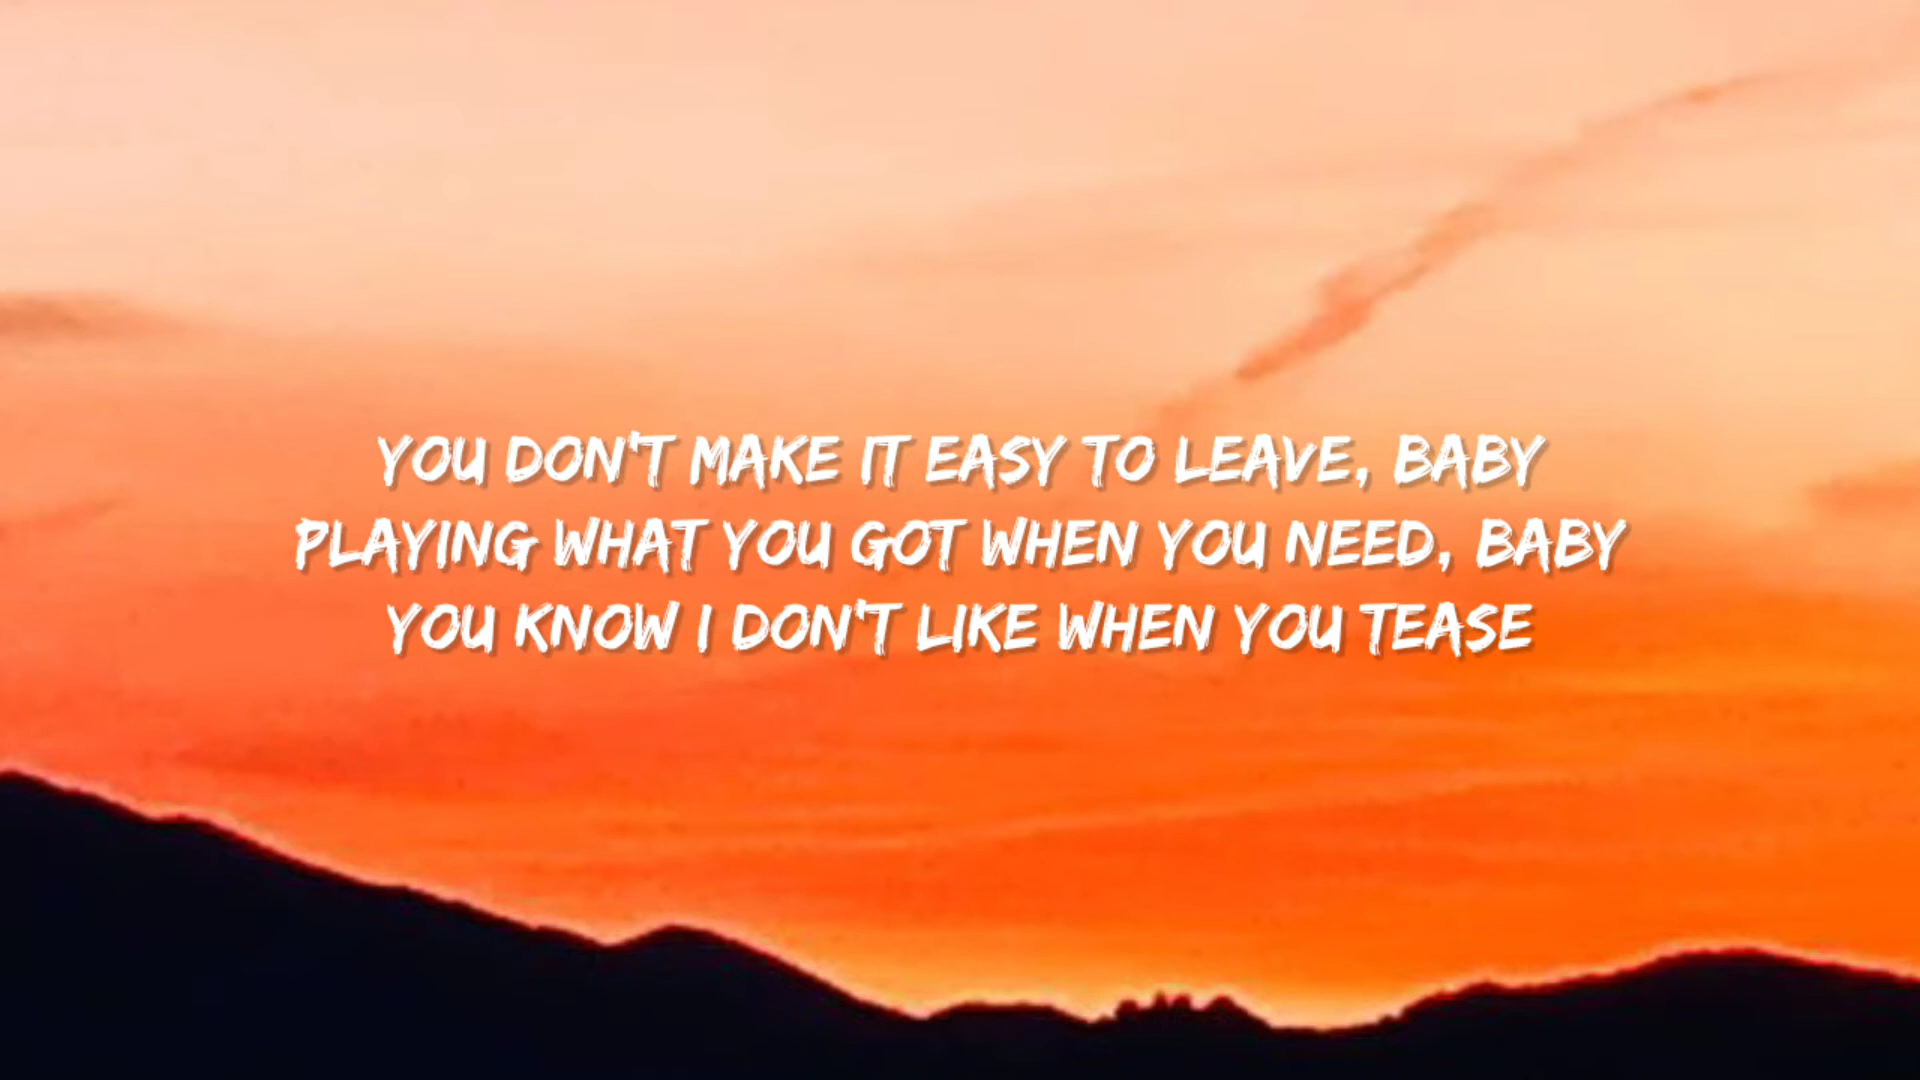 YOU DON'T MAKE IT EASY TO LEAVE, BABY
PLAYING WHAT YOU GOT WHEN YOU NEED, BABY
YOU KNOW I DON'T LIKE WHEN YOU TEASE